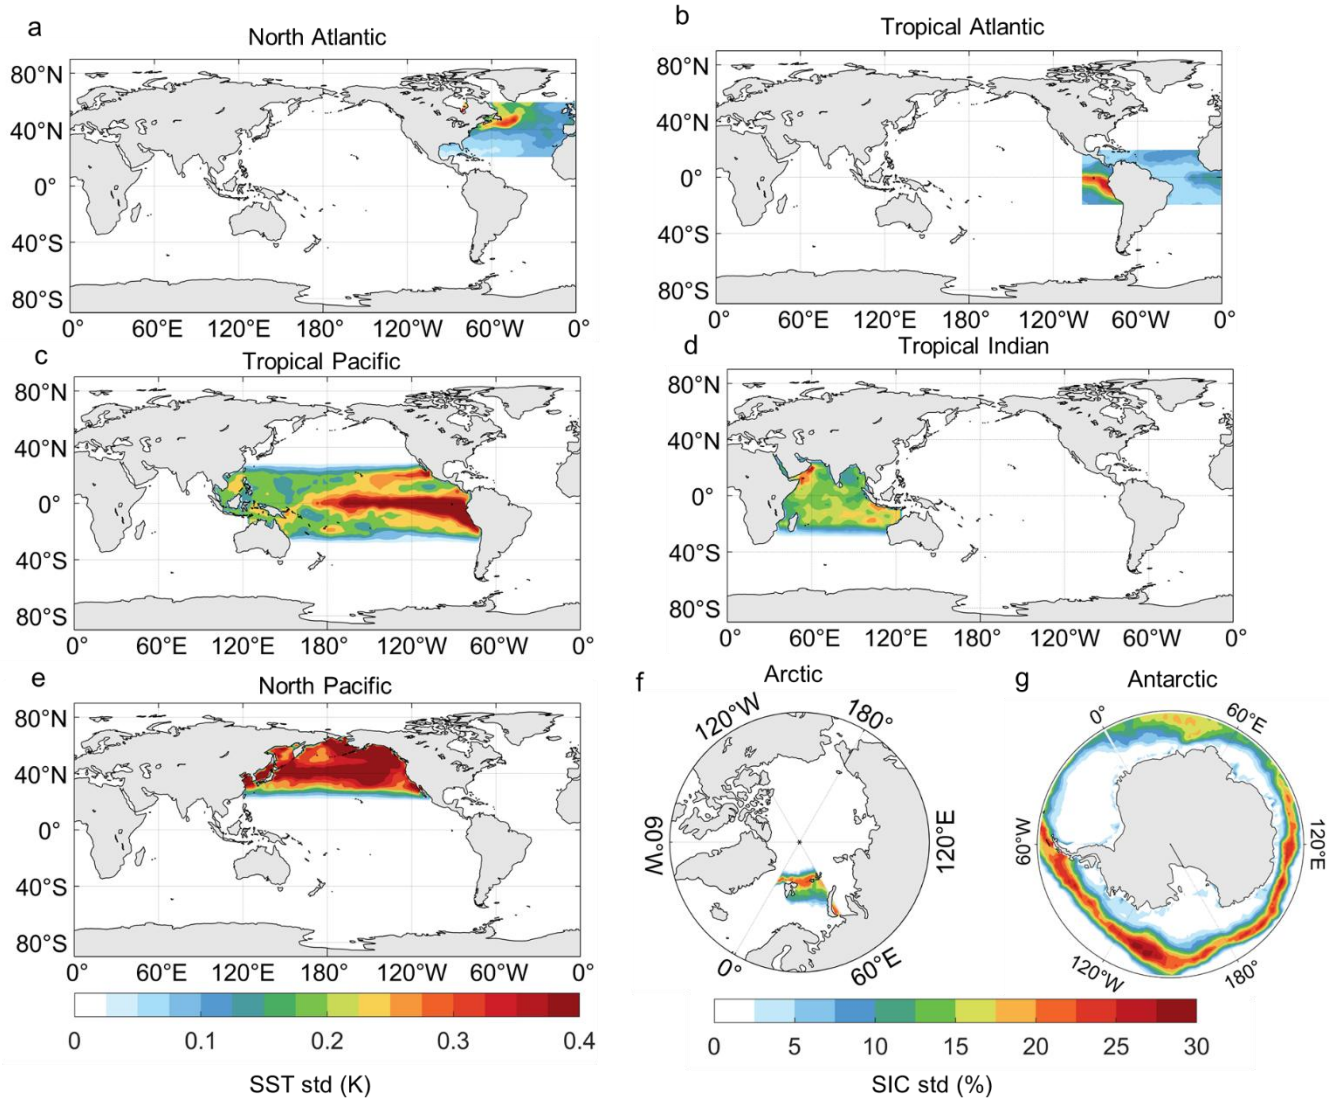 a
North Atlantic
80°N
40°N
0°
40°S
80°S
0° 60°E 120°E 180° 120°W 60°W 0°
b
Tropical Atlantic
80°N
40°N
0°
40°S
80°S
0° 60°E 120°E 180° 120°W 60°W 0°
c
Tropical Pacific
80°N
40°N
0°
40°S
80°S
0° 60°E 120°E 180° 120°W 60°W 0°
d
Tropical Indian
80°N
40°N
0°
40°S
80°S
0° 60°E 120°E 180° 120°W 60°W 0°
e
North Pacific
80°N
40°N
0°
40°S
80°S
0° 60°E 120°E 180° 120°W 60°W 0°
0 0.1 0.2 0.3 0.4
SST std (K)
f
Arctic
120°W 180°
60°W 120°E
0° 60°E
g
Antarctic
0° 60°E
60°W 120°E
120°W 180°
0 5 10 15 20 25 30
SIC std (%)